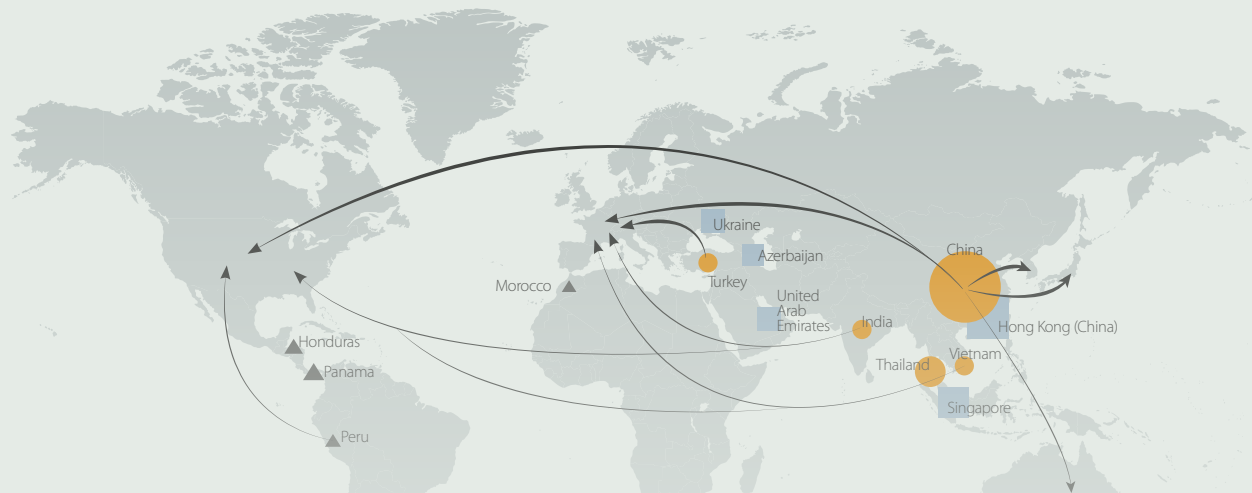 Ukraine
China
Azerbaijan
Turkey
Morocco
United
Arab
Emirates
India
Hong Kong (China)
Honduras
Vietnam
Thailand
Panama
Singapore
Peru